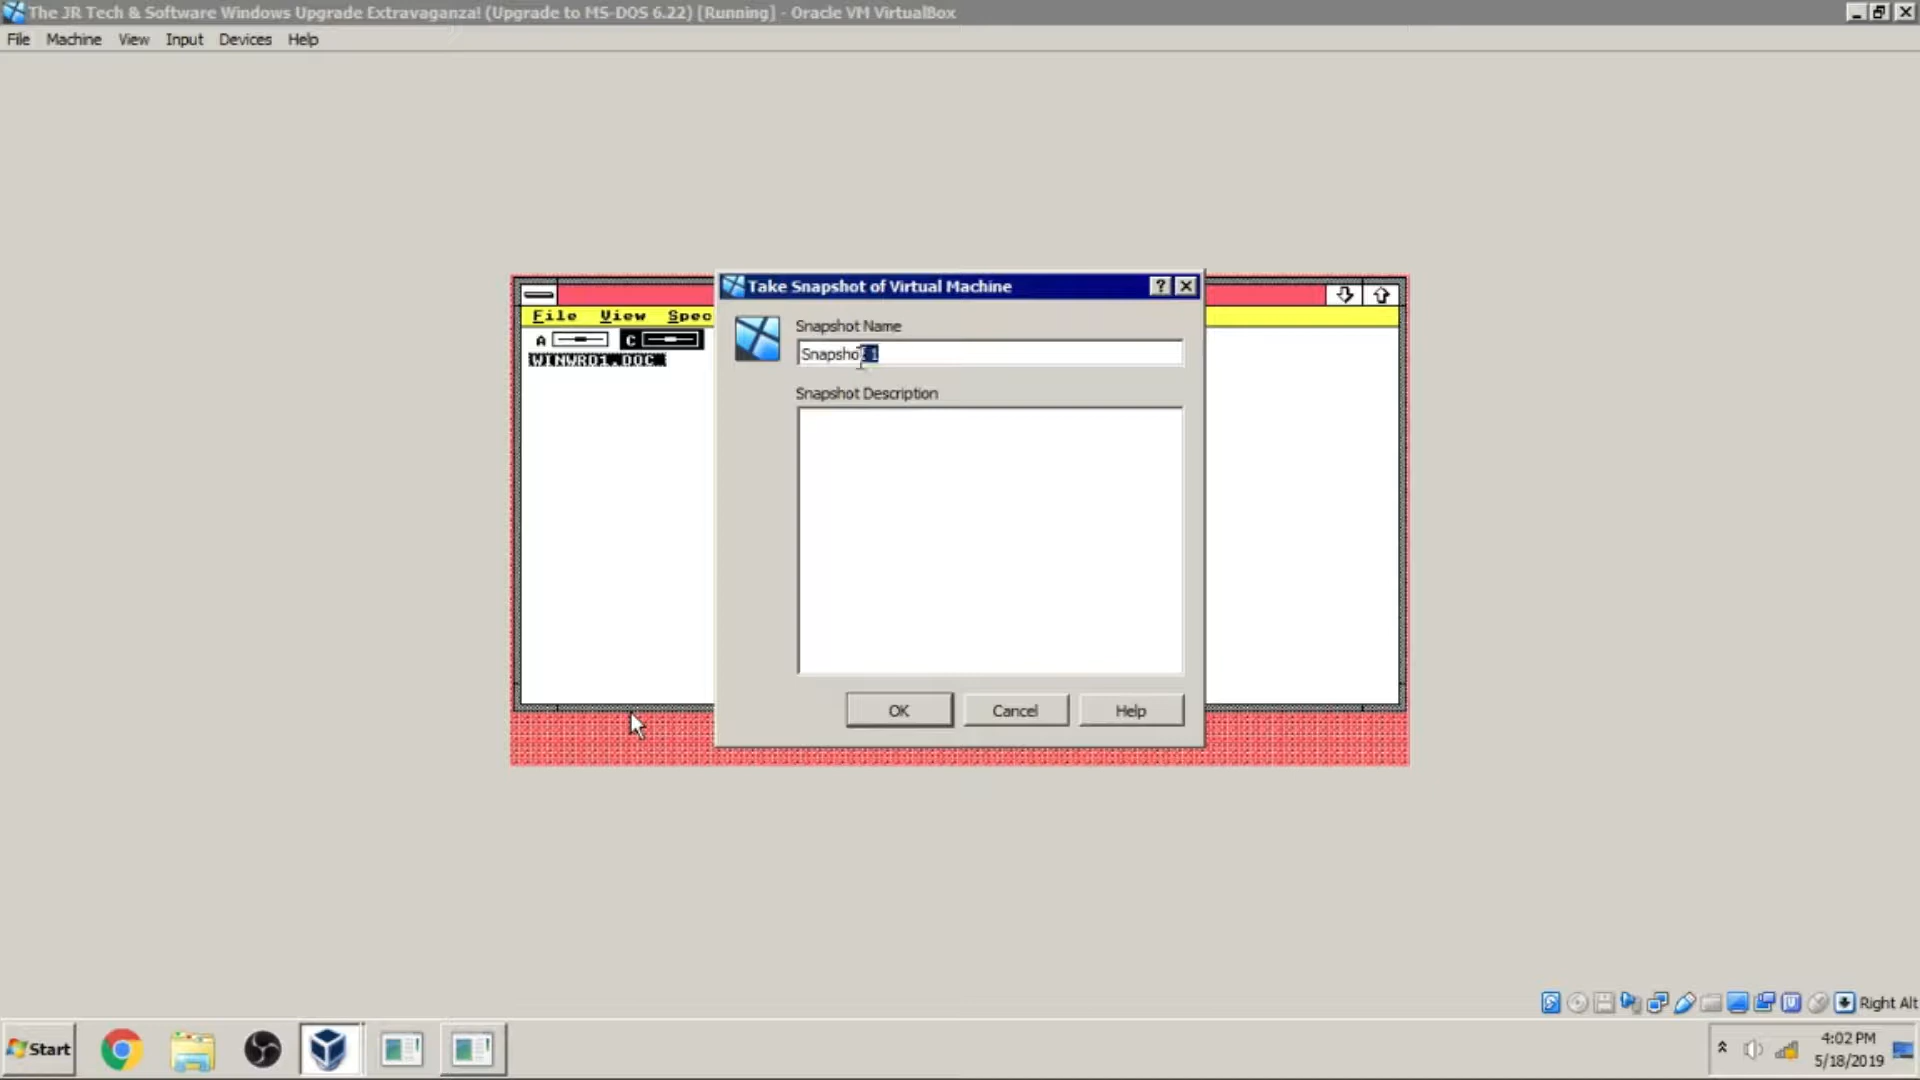 The JR Tech & Software Windows Upgrade Extravaganza! (Upgrade to MS-DOS 6.22) [Running] - Oracle VM VirtualBox
File Machine View Input Devices Help
Take Snapshot of Virtual Machine
File View Spec
A C
WINWRD1.DOC
Snapshot Name
Snapshot 1
Snapshot Description
OK Cancel Help
Right Alt
Start
4:02 PM
5/18/2019